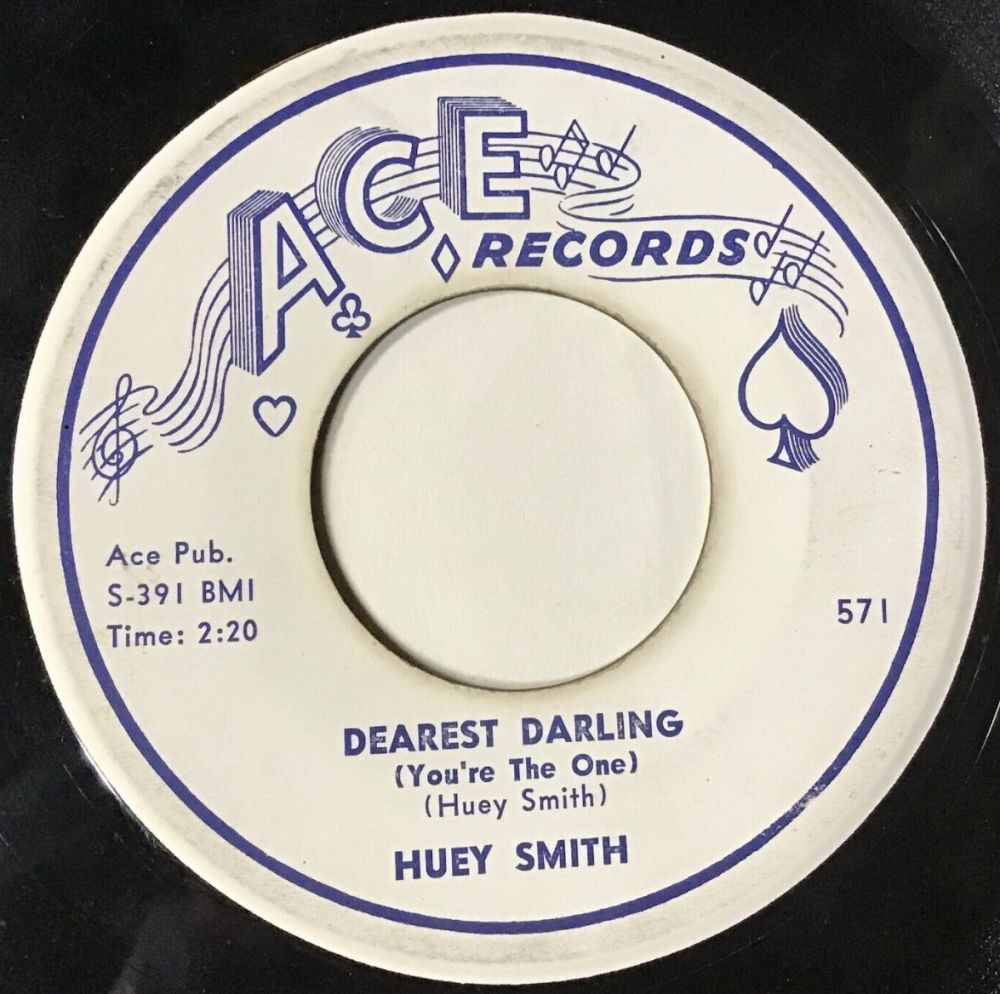 ACE
RECORDS
Ace Pub.
S-391 BMI
Time: 2:20
571
DEAREST DARLING
(You're The One)
(Huey Smith)
HUEY SMITH